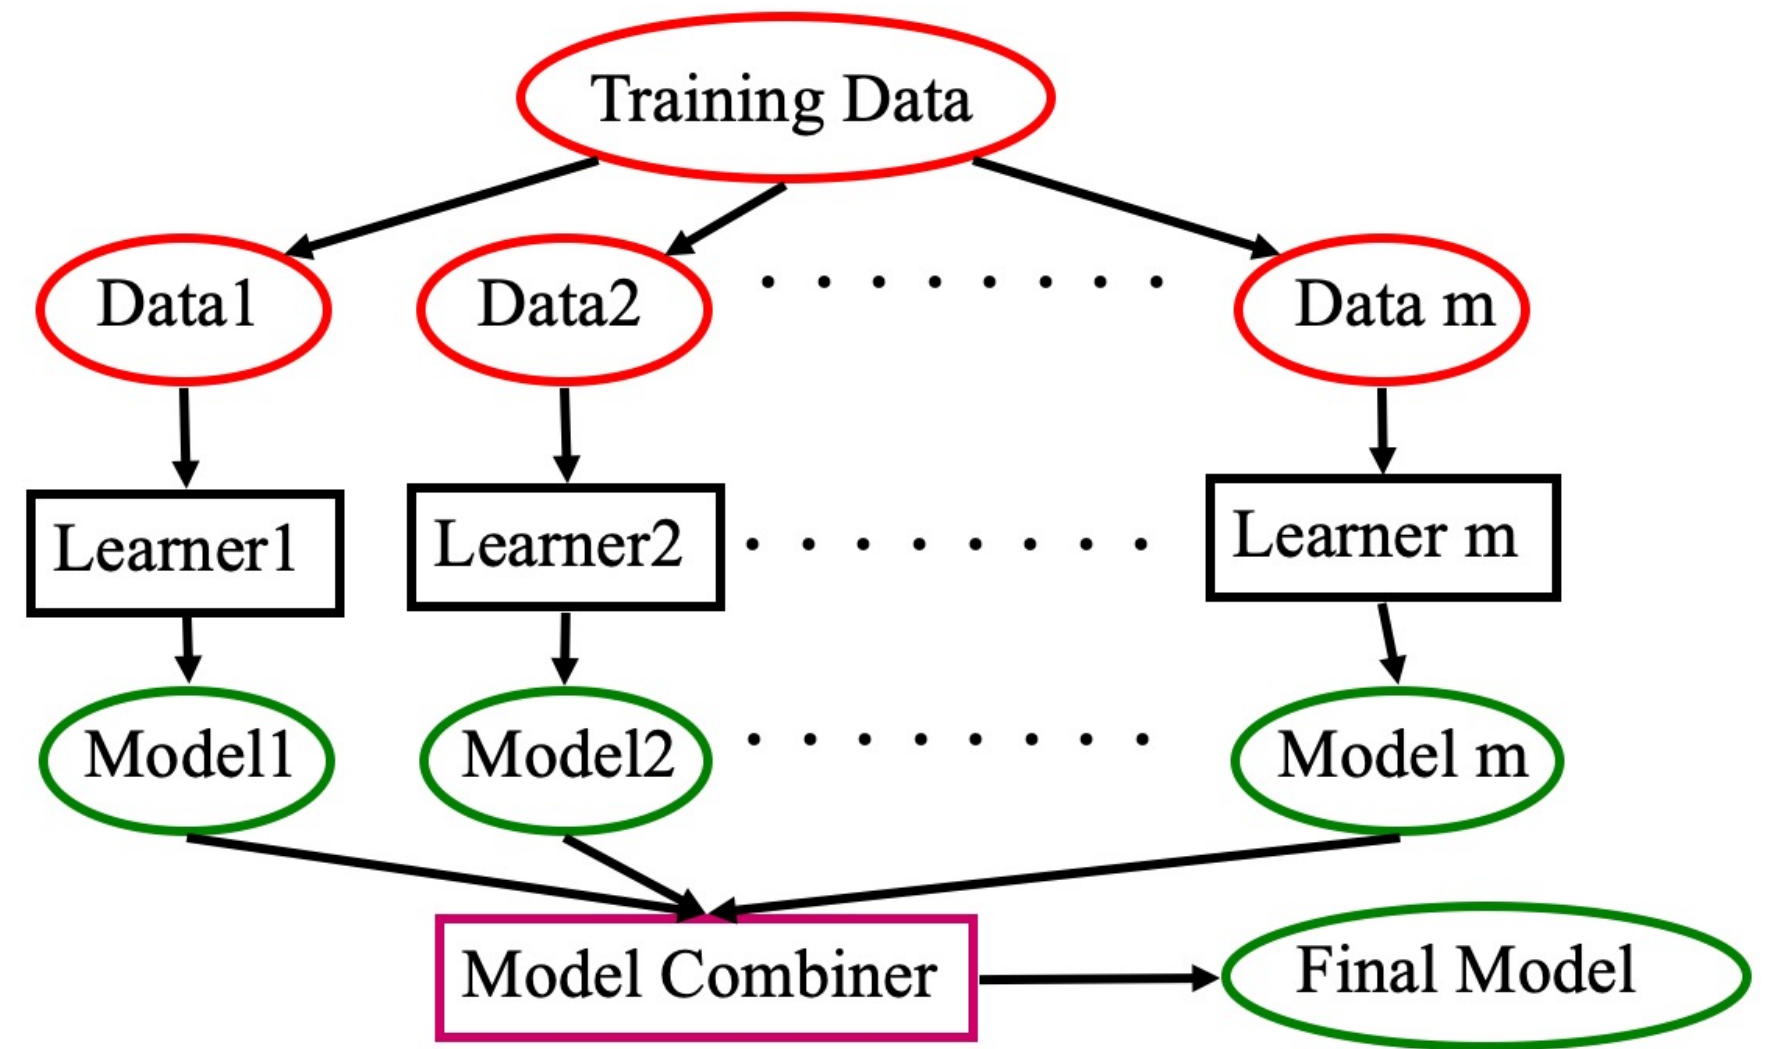 Training Data
Data1
Data2
Data m
Learner1
Learner2
Learner m
Model1
Model2
Model m
Model Combiner
Final Model